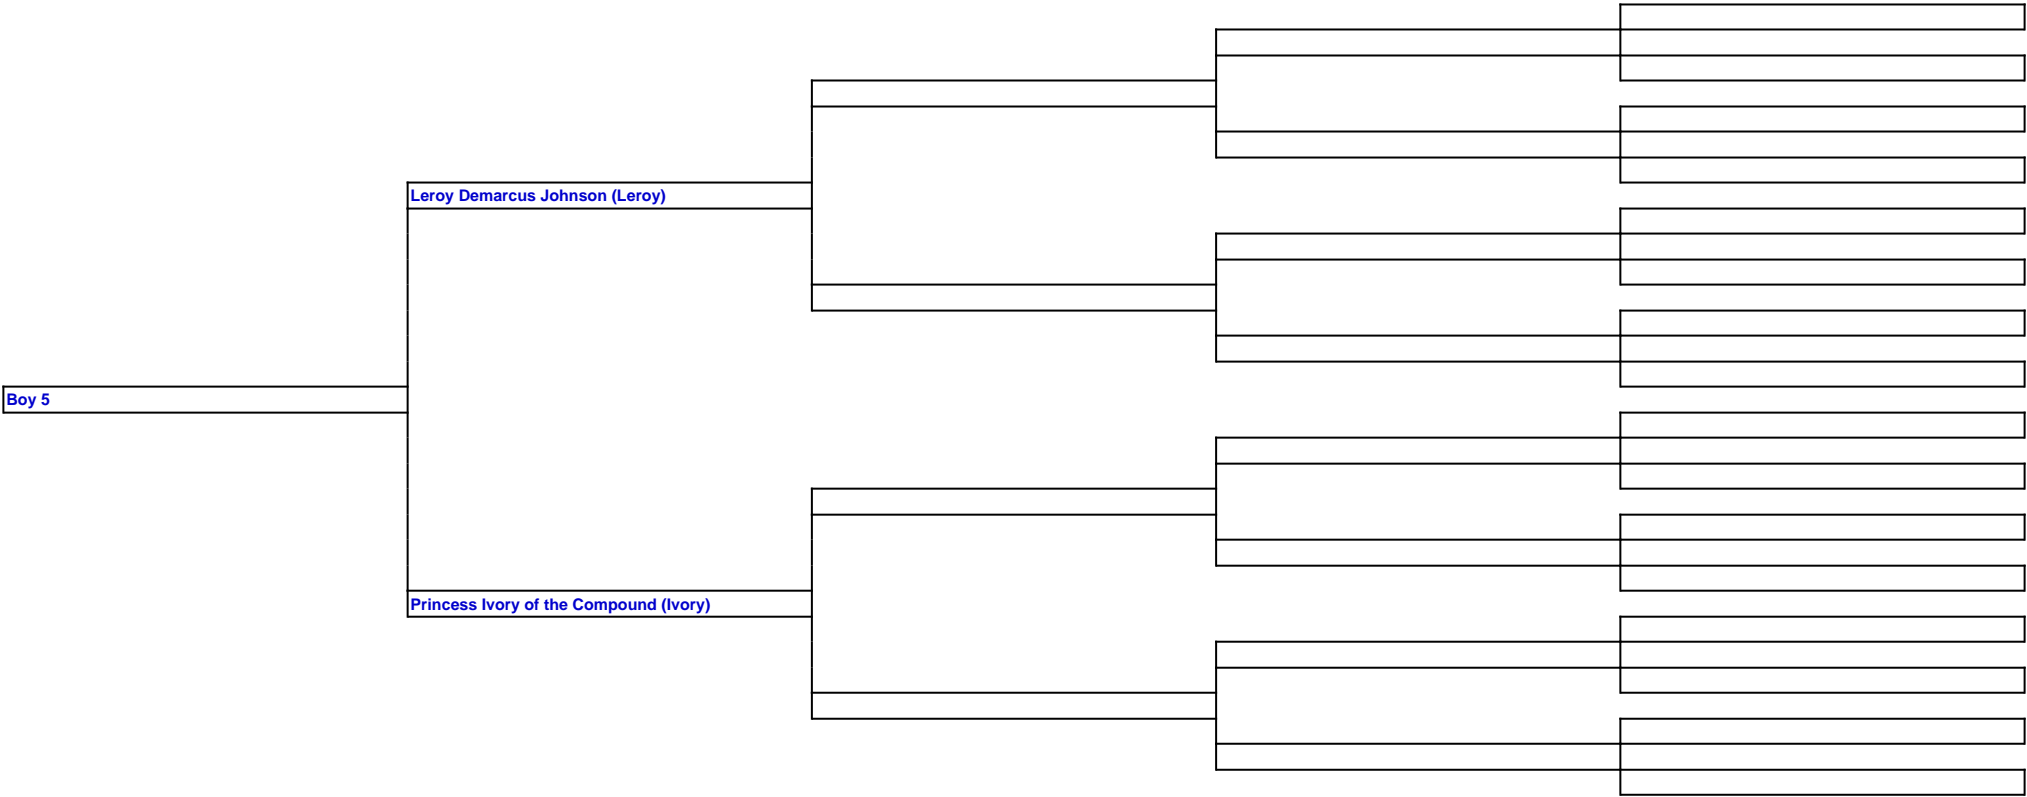 Leroy Demarcus Johnson (Leroy)
Boy 5
Princess Ivory of the Compound (Ivory)